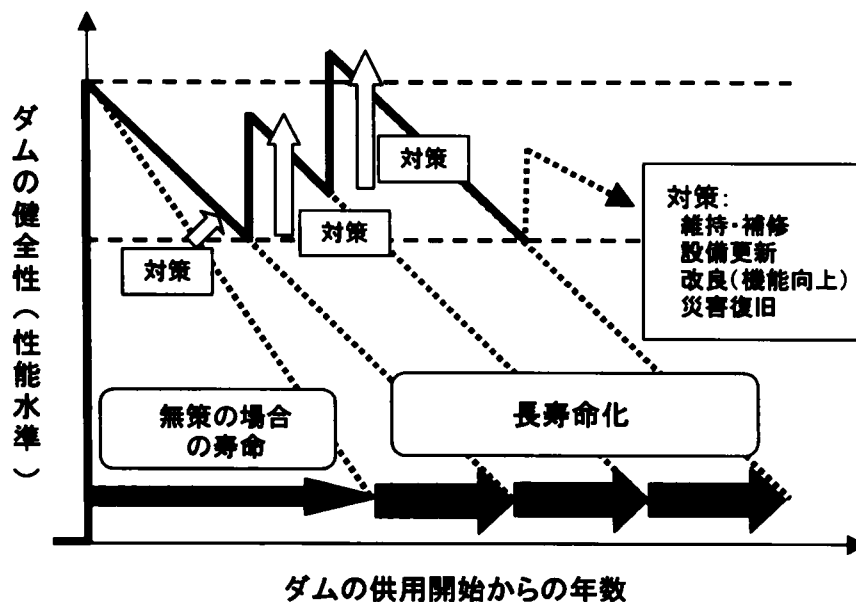 ダムの健全性(性能水準)
対策
対策
対策
対策:
維持・補修
設備更新
改良(機能向上)
災害復旧
無策の場合
の寿命
長寿命化
ダムの供用開始からの年数